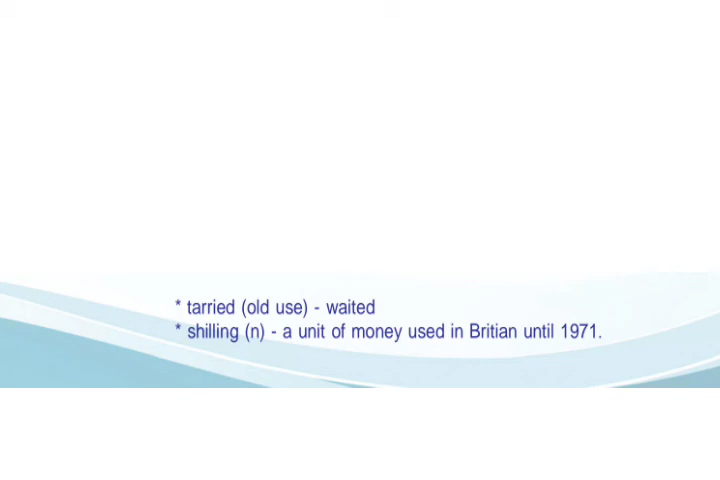 * tarried (old use) - waited
* shilling (n) - a unit of money used in Britian until 1971.